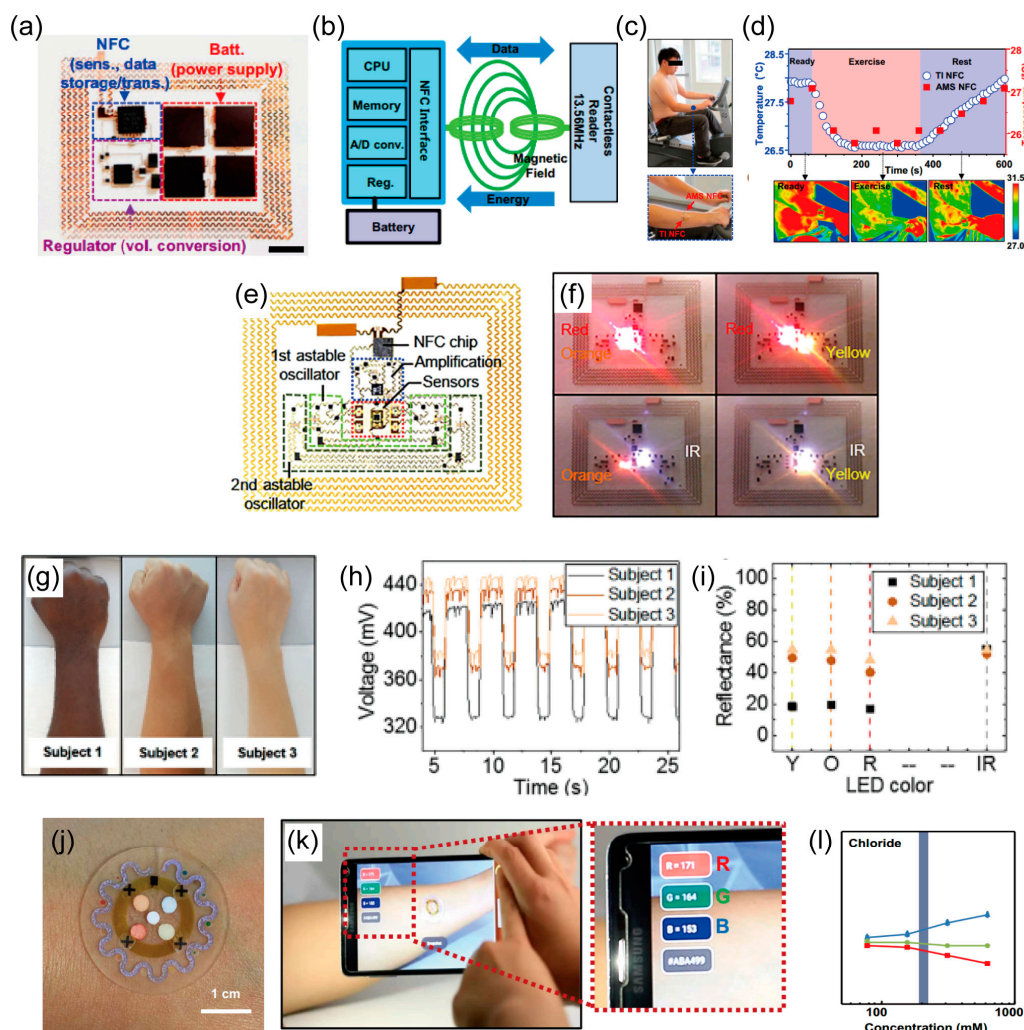 (a)
NFC
(sens., data
storage/trans.)
Batt.
(power supply)
Regulator (vol. conversion)
(b)
CPU
Memory
A/D conv.
Reg.
NFC Interface
Battery
Data
Magnetic
Field
Energy
Contactless
Reader
13.56MHz
(c)
AMS NFC
TI NFC
(d)
28.5
27.5
26.5
Temperature (°C)
Ready
Exercise
Rest
TI NFC
AMS NFC
0
200
400
600
Time (s)
28
27
26
Ready
Exercise
Rest
31.5
27.0
(e)
NFC chip
Amplification
Sensors
1st astable
oscillator
2nd astable
oscillator
(f)
Red
Orange
Red
Yellow
Orange
IR
IR
Yellow
(g)
Subject 1
Subject 2
Subject 3
(h)
440
400
360
320
Voltage (mV)
Subject 1
Subject 2
Subject 3
5
10
15
20
25
Time (s)
(i)
100
80
60
40
20
0
Reflectance (%)
Subject 1
Subject 2
Subject 3
Y
O
R
--
--
IR
LED color
(j)
1 cm
(k)
R = 171
G = 164
B = 153
#ABA499
R
G
B
SAMSUNG
(l)
Chloride
100
1000
Concentration (mM)